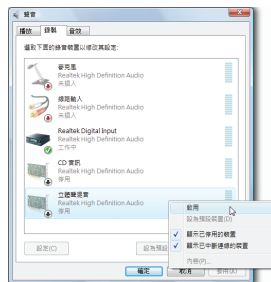 聲音
播放 錄製 音效
選取下面的錄音裝置以修改其設定:
麥克風
Realtek High Definition Audio
未插入
線路輸入
Realtek High Definition Audio
未插入
Realtek Digital Input
Realtek High Definition Audio
工作中
CD 音訊
Realtek High Definition Audio
停用
立體聲混音
Realtek High Definition Audio
停用
啟用
設為預設裝置(D)
顯示已停用的裝置
顯示已中斷連線的裝置
內容(P)...
設定(C)
設為預設
確定
取消
套用(A)